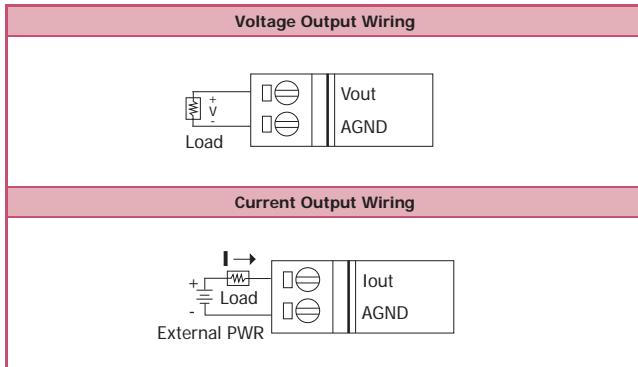 Voltage Output Wiring
Vout
+
V
-
AGND
Load
Current Output Wiring
I
+
Load
Iout
-
AGND
External PWR